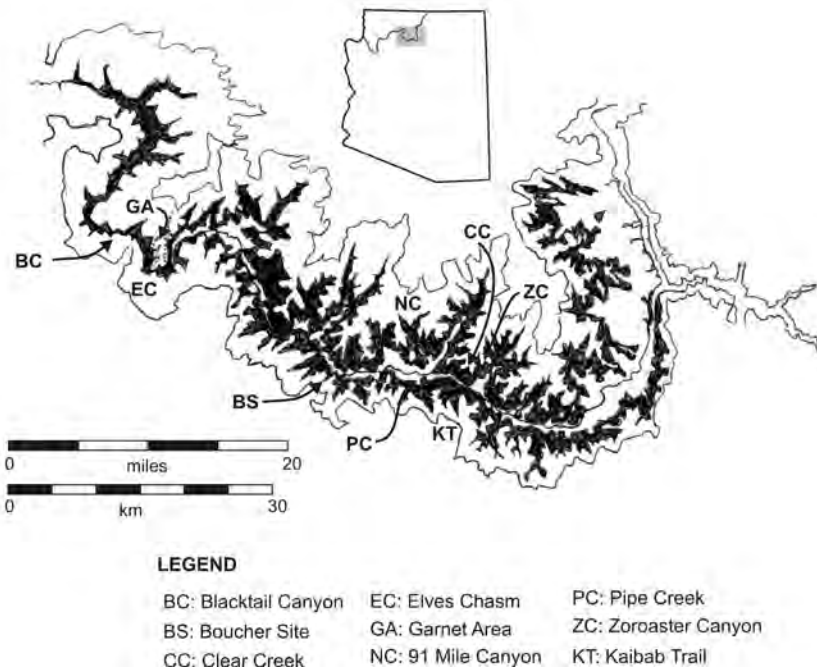 CC
GA
BC
EC
NC
ZC
BS
PC
KT
0 20
miles
0 30
km
LEGEND
BC: Blacktail Canyon EC: Elves Chasm PC: Pipe Creek
BS: Boucher Site GA: Garnet Area ZC: Zoroaster Canyon
CC: Clear Creek NC: 91 Mile Canyon KT: Kaibab Trail